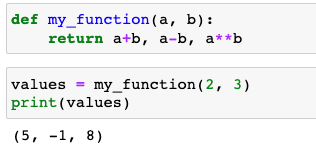 def my_function(a, b):
    return a+b, a-b, a**b
values = my_function(2, 3)
print(values)
(5, -1, 8)